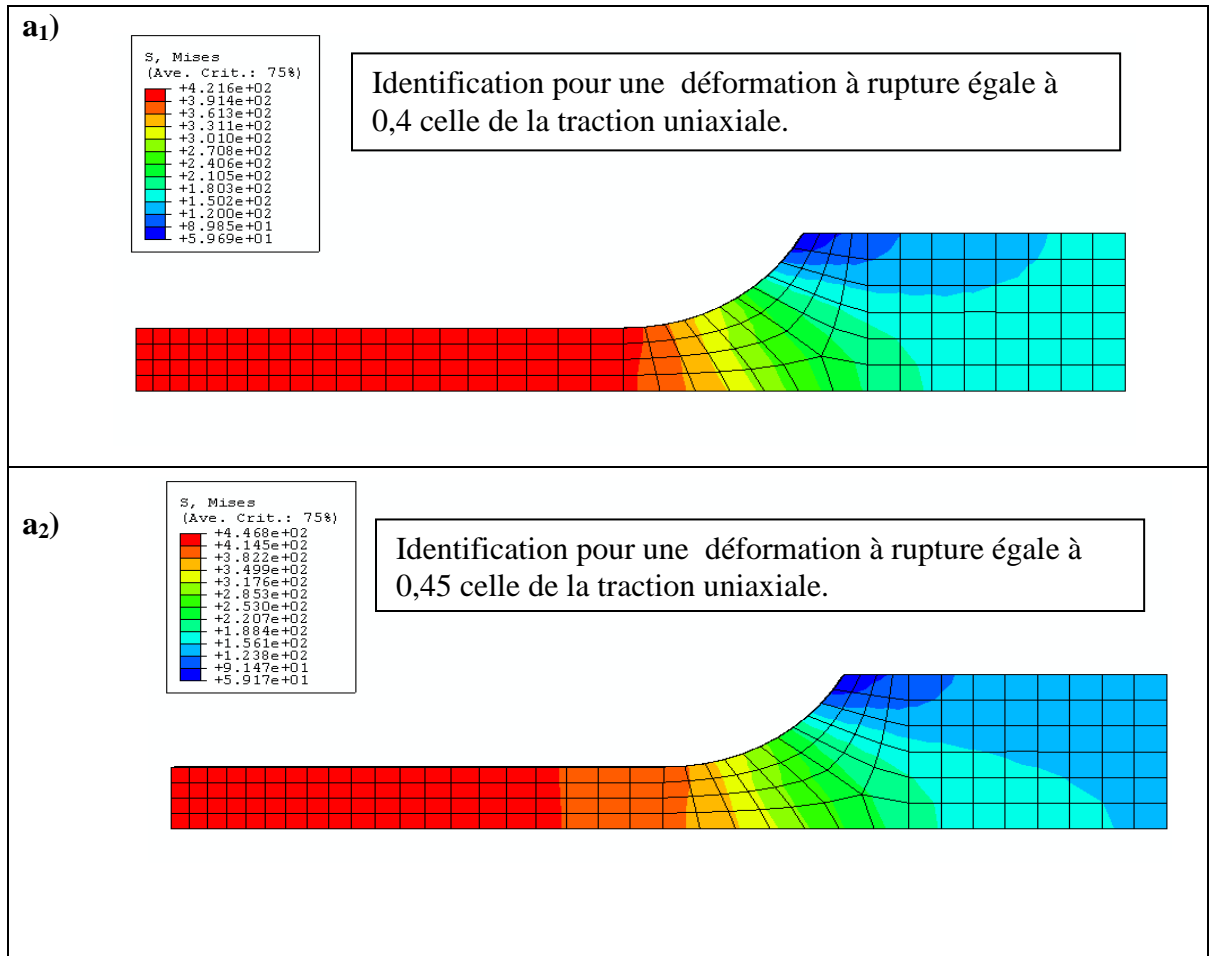 a1)
S, Mises
(Ave. Crit.: 75%)
+4.216e+02
+3.914e+02
+3.613e+02
+3.311e+02
+3.010e+02
+2.708e+02
+2.406e+02
+2.105e+02
+1.803e+02
+1.502e+02
+1.200e+02
+8.985e+01
+5.969e+01
Identification pour une déformation à rupture égale à
0,4 celle de la traction uniaxiale.
a2)
S, Mises
(Ave. Crit.: 75%)
+4.468e+02
+4.145e+02
+3.822e+02
+3.499e+02
+3.176e+02
+2.853e+02
+2.530e+02
+2.207e+02
+1.884e+02
+1.561e+02
+1.238e+02
+9.147e+01
+5.917e+01
Identification pour une déformation à rupture égale à
0,45 celle de la traction uniaxiale.